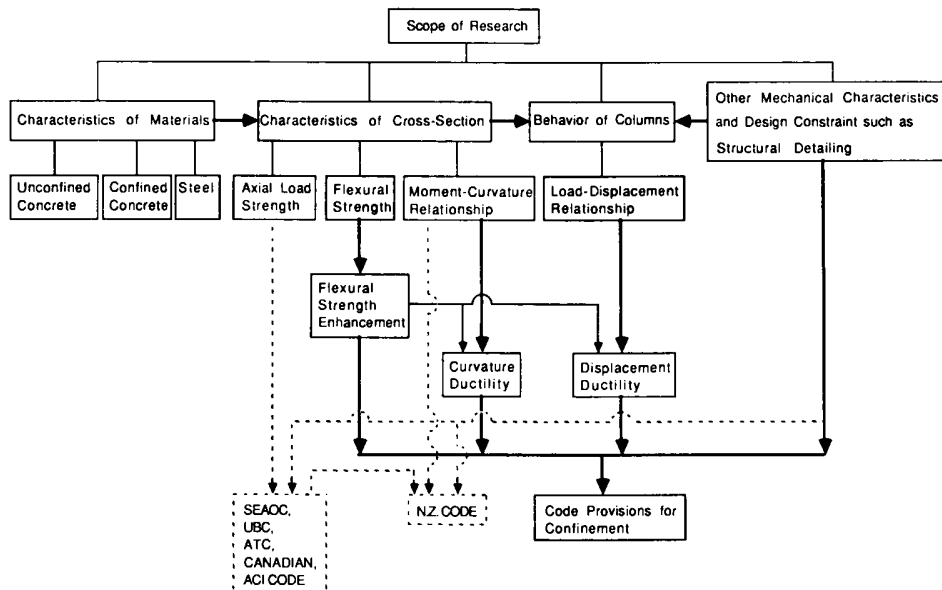 Scope of Research
Characteristics of Materials
Characteristics of Cross-Section
Behavior of Columns
Other Mechanical Characteristics
and Design Constraint such as
Structural Detailing
Unconfined
Concrete
Confined
Concrete
Steel
Axial Load
Strength
Flexural
Strength
Moment-Curvature
Relationship
Load-Displacement
Relationship
Flexural
Strength
Enhancement
Curvature
Ductility
Displacement
Ductility
SEAOC,
UBC,
ATC,
CANADIAN,
ACI CODE
N.Z. CODE
Code Provisions for
Confinement